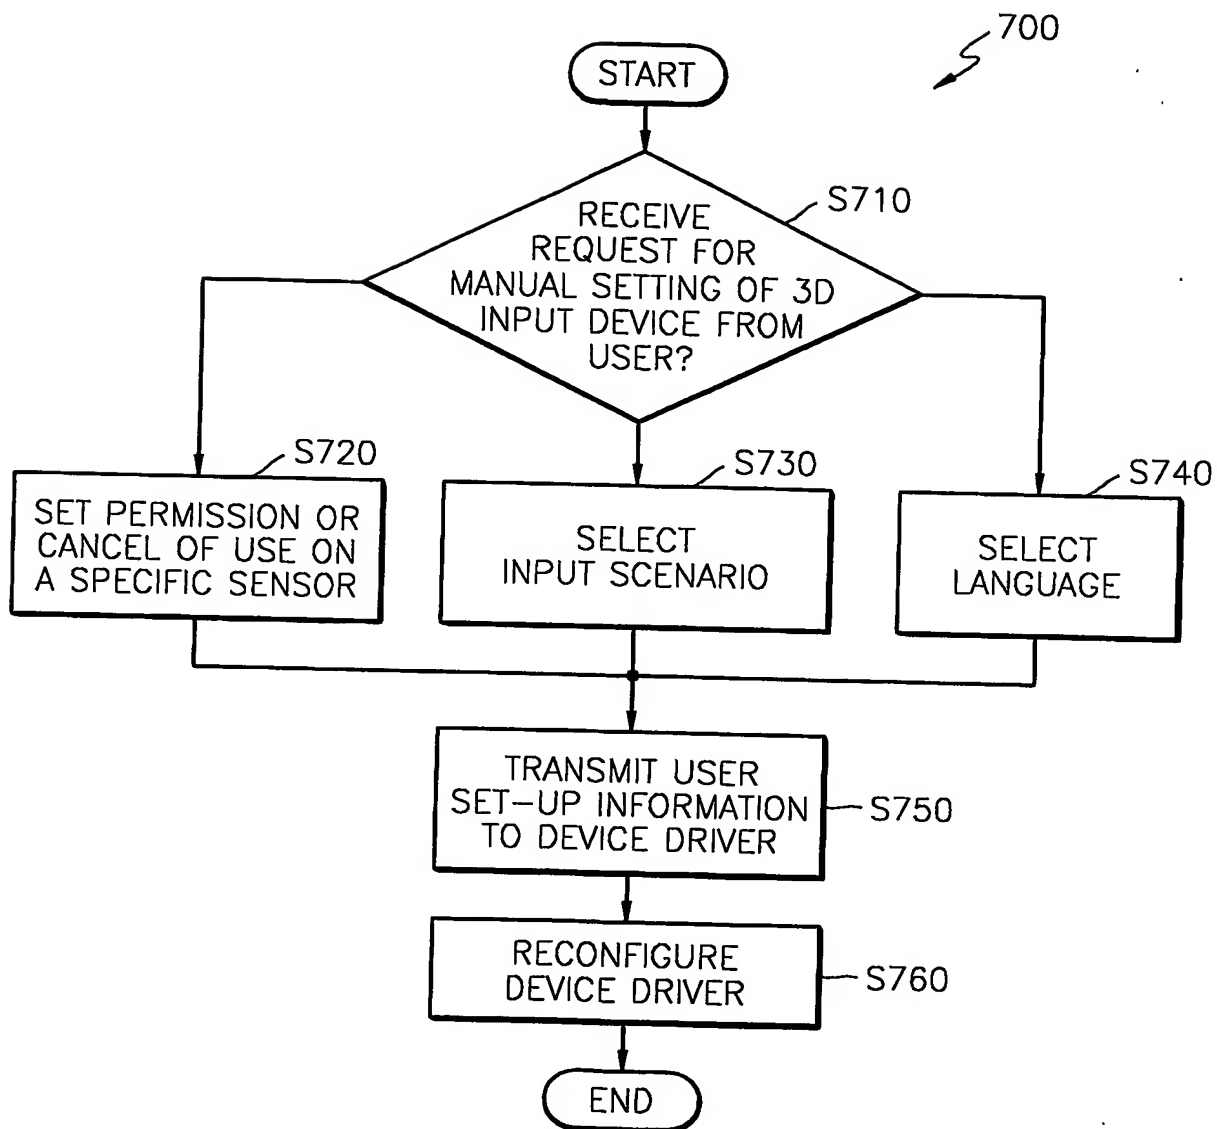 700
START
S710
RECEIVE
REQUEST FOR
MANUAL SETTING OF 3D
INPUT DEVICE FROM
USER?
S720
SET PERMISSION OR
CANCEL OF USE ON
A SPECIFIC SENSOR
S730
SELECT
INPUT SCENARIO
S740
SELECT
LANGUAGE
TRANSMIT USER
SET-UP INFORMATION
TO DEVICE DRIVER
S750
RECONFIGURE
DEVICE DRIVER
S760
END